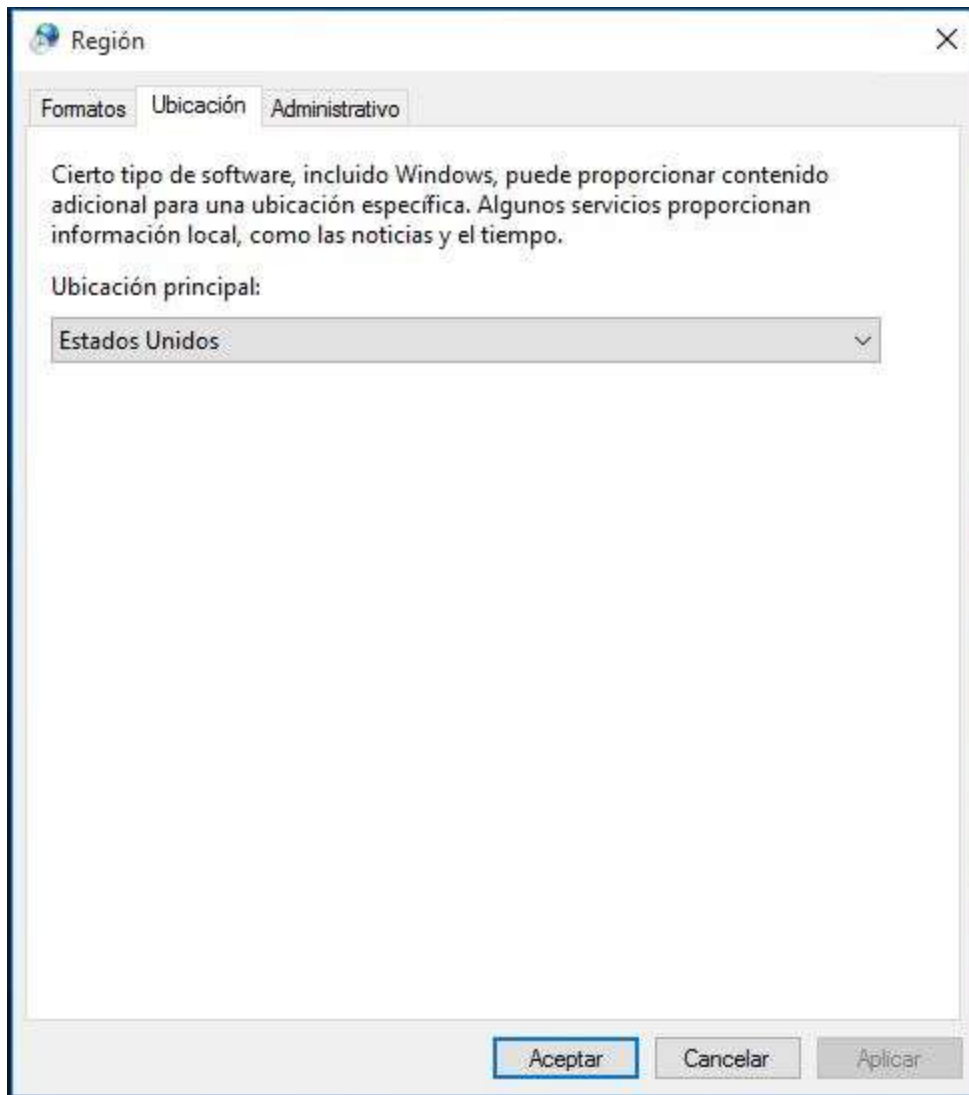 Región
Formatos Ubicación Administrativo
Cierto tipo de software, incluido Windows, puede proporcionar contenido
adicional para una ubicación específica. Algunos servicios proporcionan
información local, como las noticias y el tiempo.
Ubicación principal:
Estados Unidos
Aceptar Cancelar Aplicar